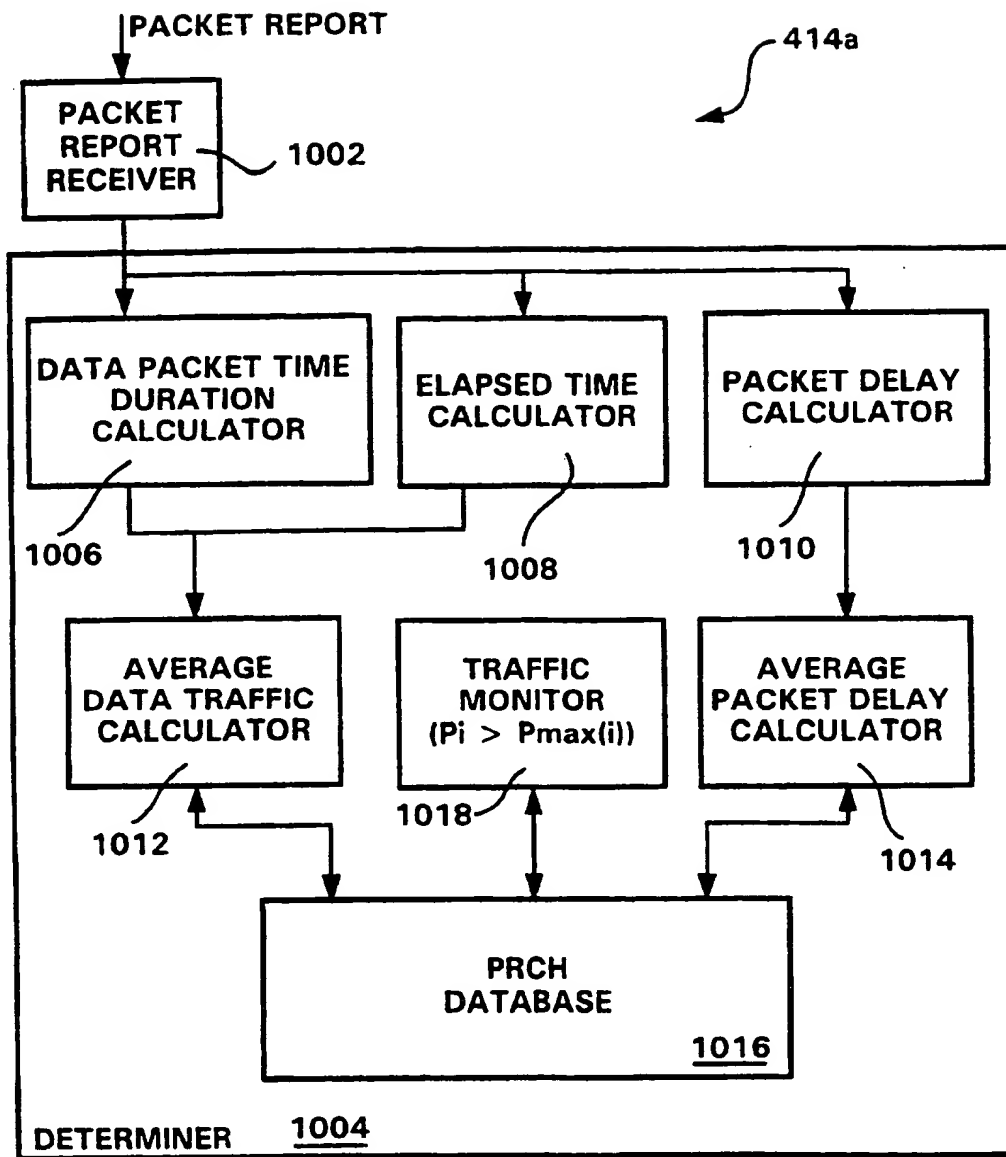 PACKET REPORT
414a
PACKET
REPORT
RECEIVER
1002
DATA PACKET TIME
DURATION
CALCULATOR
1006
ELAPSED TIME
CALCULATOR
1008
PACKET DELAY
CALCULATOR
1010
AVERAGE
DATA TRAFFIC
CALCULATOR
1012
TRAFFIC
MONITOR
(Pi > Pmax(i))
1018
AVERAGE
PACKET DELAY
CALCULATOR
1014
PRCH
DATABASE
1016
DETERMINER 1004